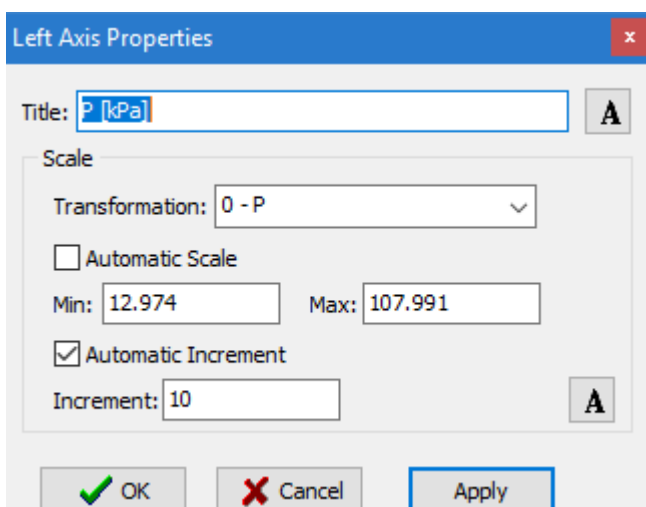 Left Axis Properties
x
Title: P [kPa]
A
Scale
Transformation: 0 - P
Automatic Scale
Min: 12.974 Max: 107.991
Automatic Increment
Increment: 10
A
OK Cancel Apply